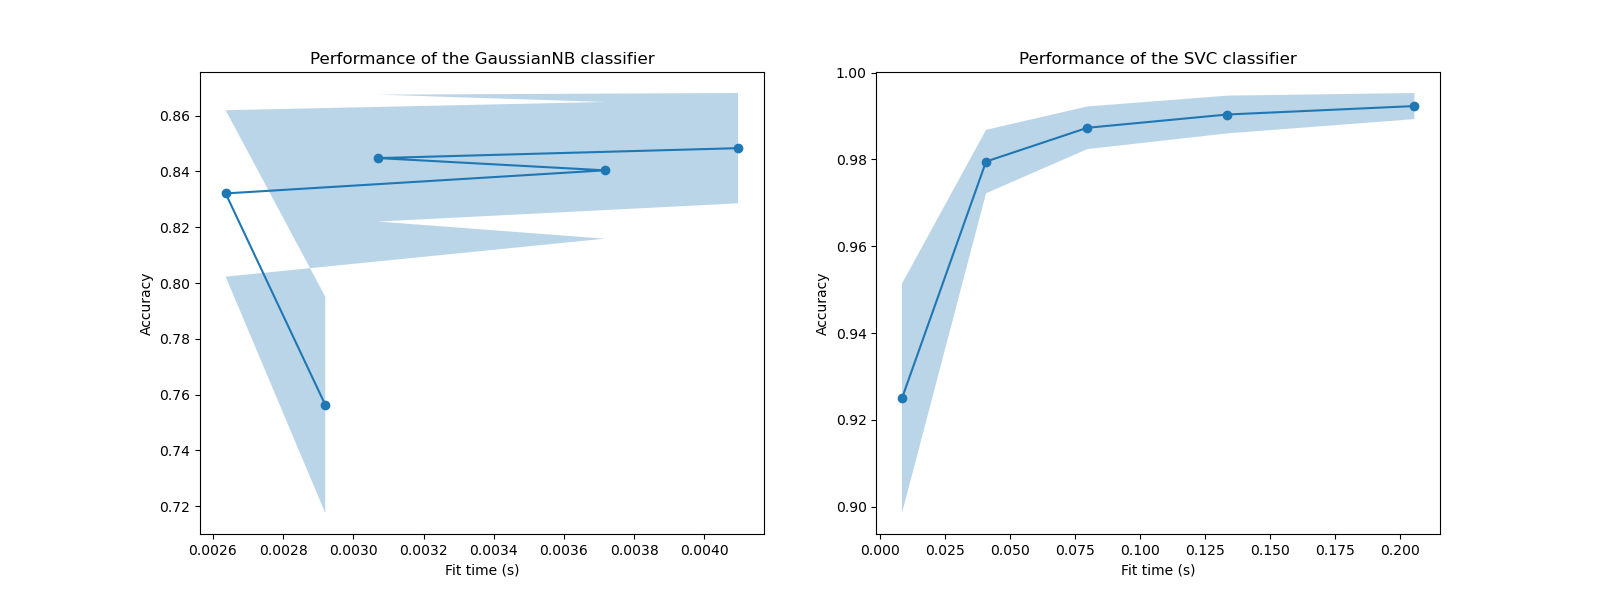 Performance of the GaussianNB classifier
0.86
0.84
0.82
0.80
0.78
0.76
0.74
0.72
Accuracy
0.0026 0.0028 0.0030 0.0032 0.0034 0.0036 0.0038 0.0040
Fit time (s)
Performance of the SVC classifier
1.00
0.98
0.96
0.94
0.92
0.90
Accuracy
0.000 0.025 0.050 0.075 0.100 0.125 0.150 0.175 0.200
Fit time (s)